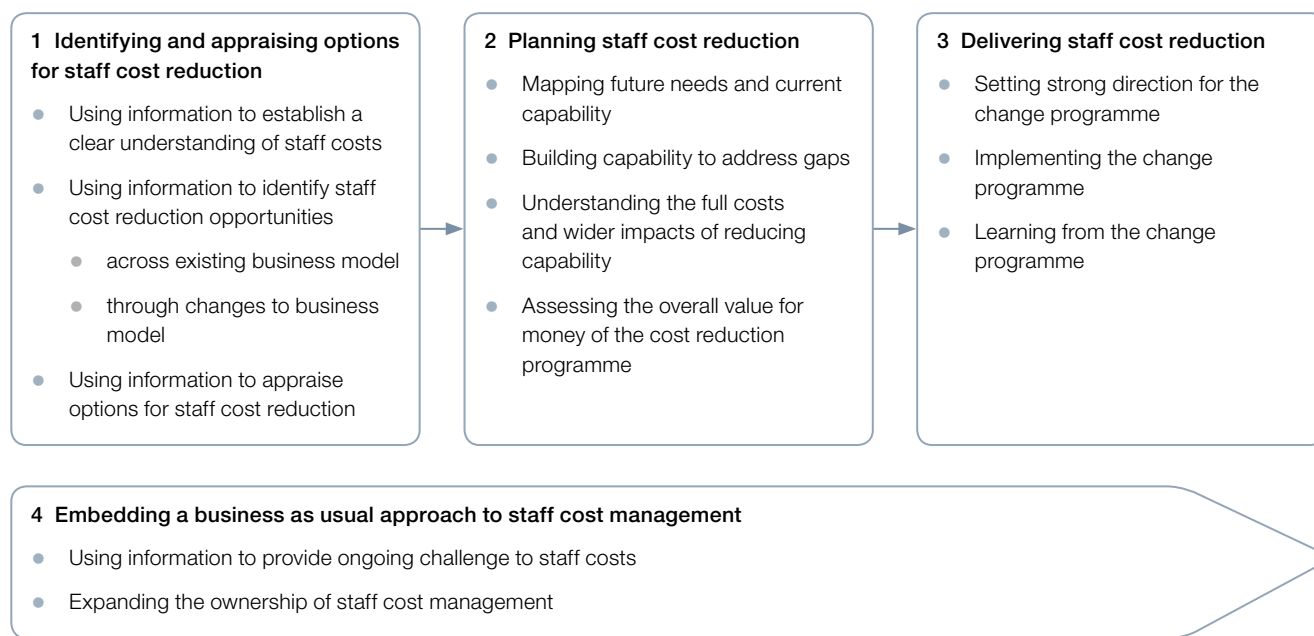 1 Identifying and appraising options
for staff cost reduction
● Using information to establish a
clear understanding of staff costs
● Using information to identify staff
cost reduction opportunities
● across existing business model
● through changes to business
model
● Using information to appraise
options for staff cost reduction
2 Planning staff cost reduction
● Mapping future needs and current
capability
● Building capability to address gaps
● Understanding the full costs
and wider impacts of reducing
capability
● Assessing the overall value for
money of the cost reduction
programme
3 Delivering staff cost reduction
● Setting strong direction for the
change programme
● Implementing the change
programme
● Learning from the change
programme
4 Embedding a business as usual approach to staff cost management
● Using information to provide ongoing challenge to staff costs
● Expanding the ownership of staff cost management